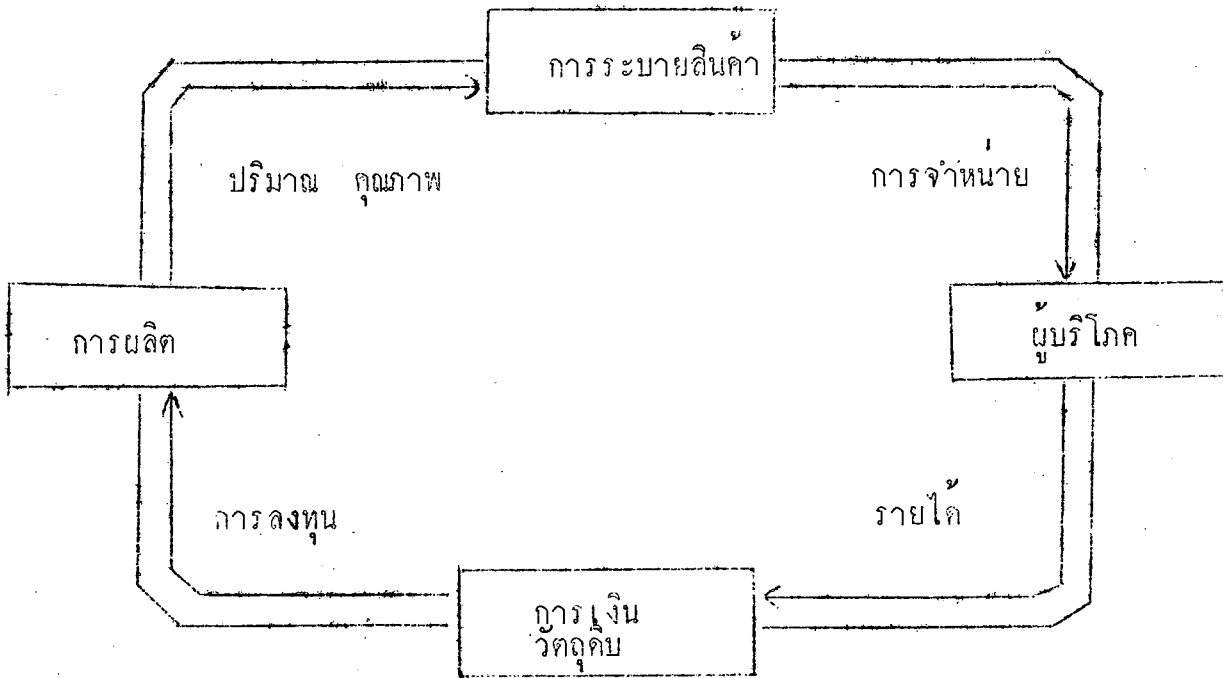 การระบายสินค้า
ปริมาณ คุณภาพ
การจำหน่าย
การผลิต
ผู้บริโภค
การลงทุน
รายได้
การเงิน
วัตถุดิบ